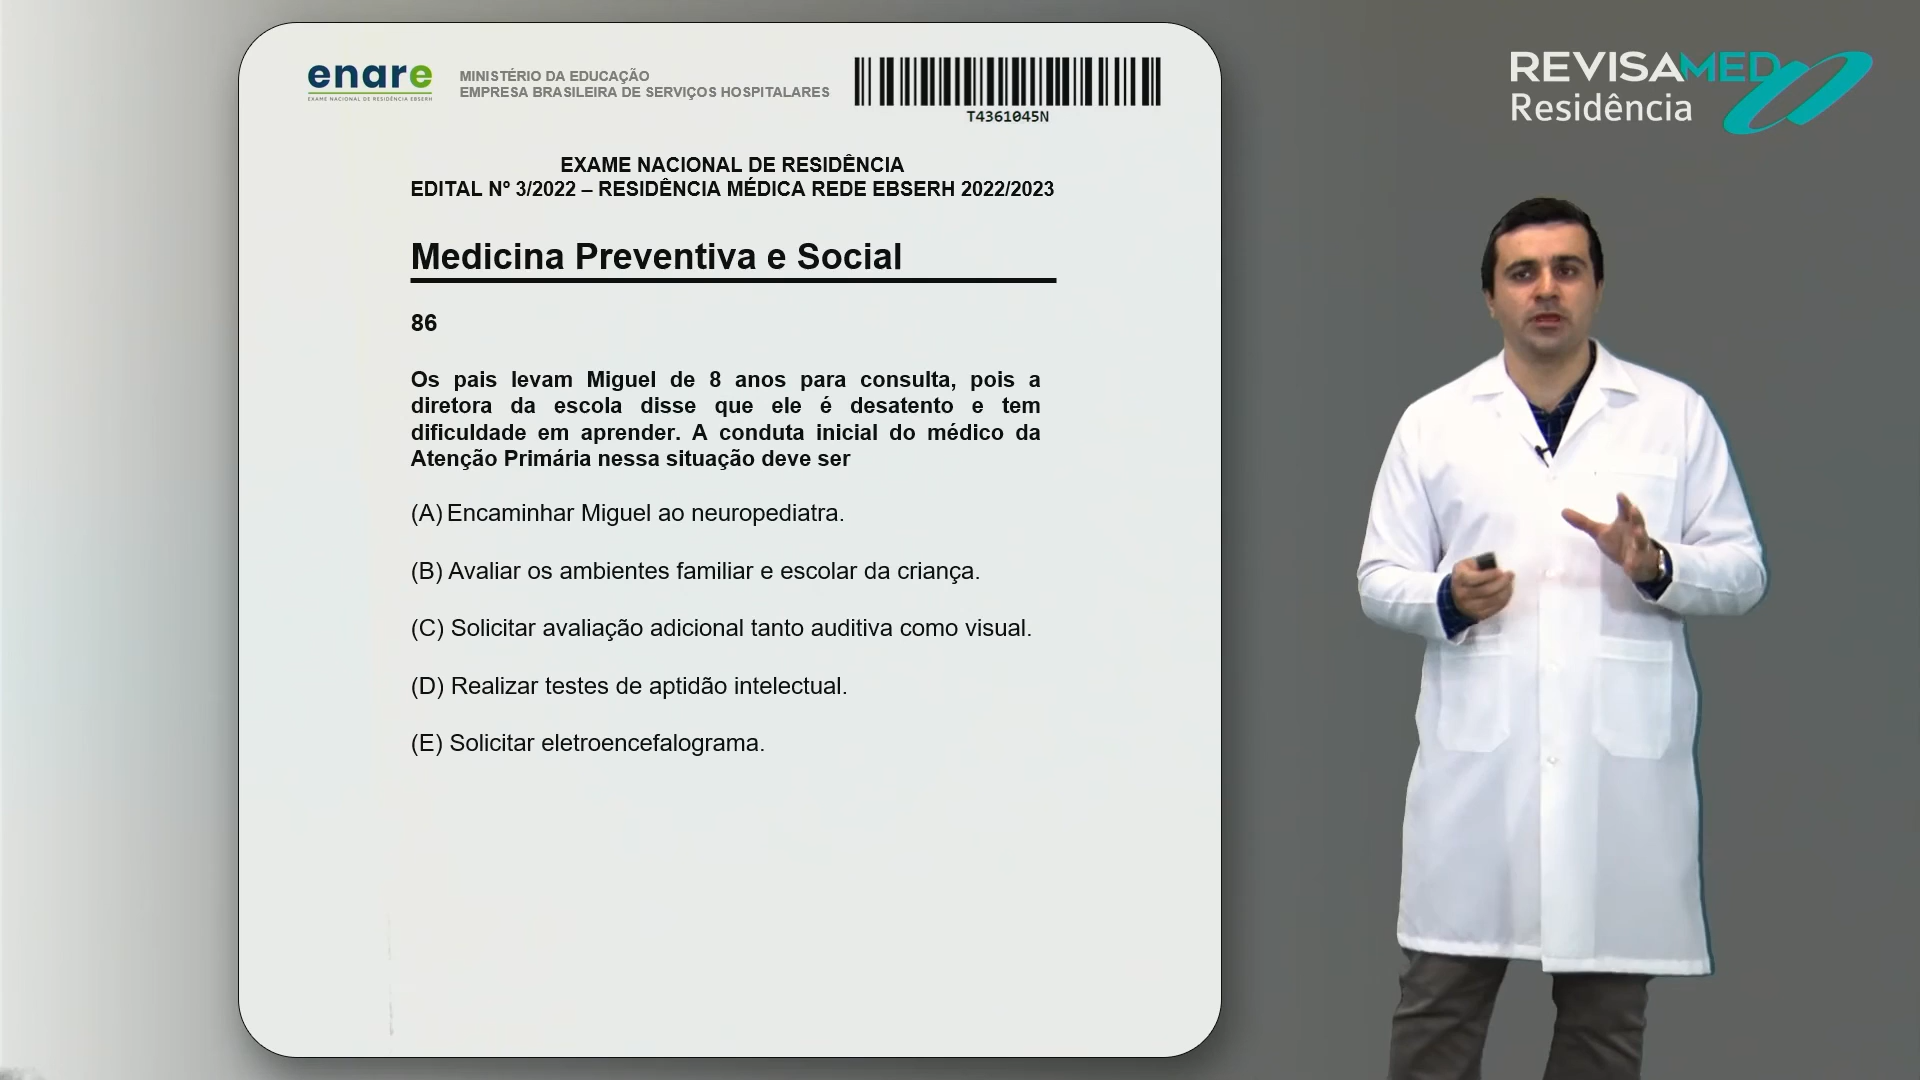 enare
EXAME NACIONAL DE RESIDÊNCIA EBSERH
MINISTÉRIO DA EDUCAÇÃO
EMPRESA BRASILEIRA DE SERVIÇOS HOSPITALARES
T4361045N
REVISAMED
Residência
EXAME NACIONAL DE RESIDÊNCIA
EDITAL Nº 3/2022 – RESIDÊNCIA MÉDICA REDE EBSERH 2022/2023
Medicina Preventiva e Social
86
Os pais levam Miguel de 8 anos para consulta, pois a
diretora da escola disse que ele é desatento e tem
dificuldade em aprender. A conduta inicial do médico da
Atenção Primária nessa situação deve ser
(A) Encaminhar Miguel ao neuropediatra.
(B) Avaliar os ambientes familiar e escolar da criança.
(C) Solicitar avaliação adicional tanto auditiva como visual.
(D) Realizar testes de aptidão intelectual.
(E) Solicitar eletroencefalograma.